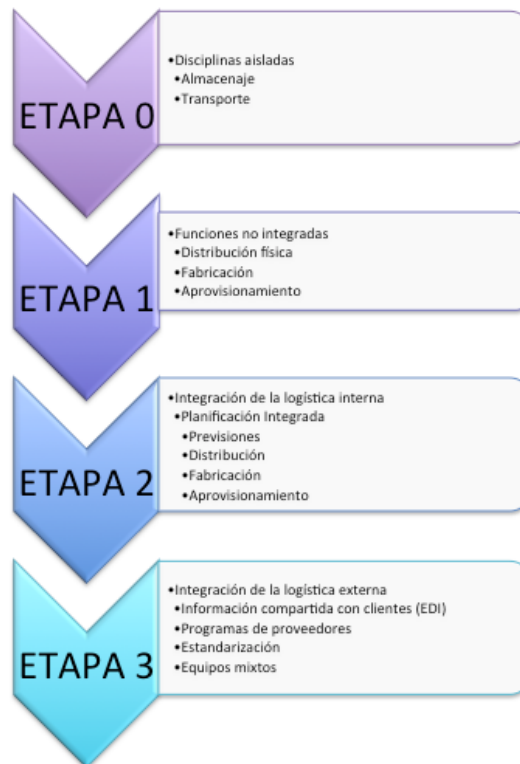 ETAPA 0
•Disciplinas aisladas
•Almacenaje
•Transporte
ETAPA 1
•Funciones no integradas
•Distribución física
•Fabricación
•Aprovisionamiento
ETAPA 2
•Integración de la logística interna
•Planificación Integrada
•Previsiones
•Distribución
•Fabricación
•Aprovisionamiento
ETAPA 3
•Integración de la logística externa
•Información compartida con clientes (EDI)
•Programas de proveedores
•Estandarización
•Equipos mixtos